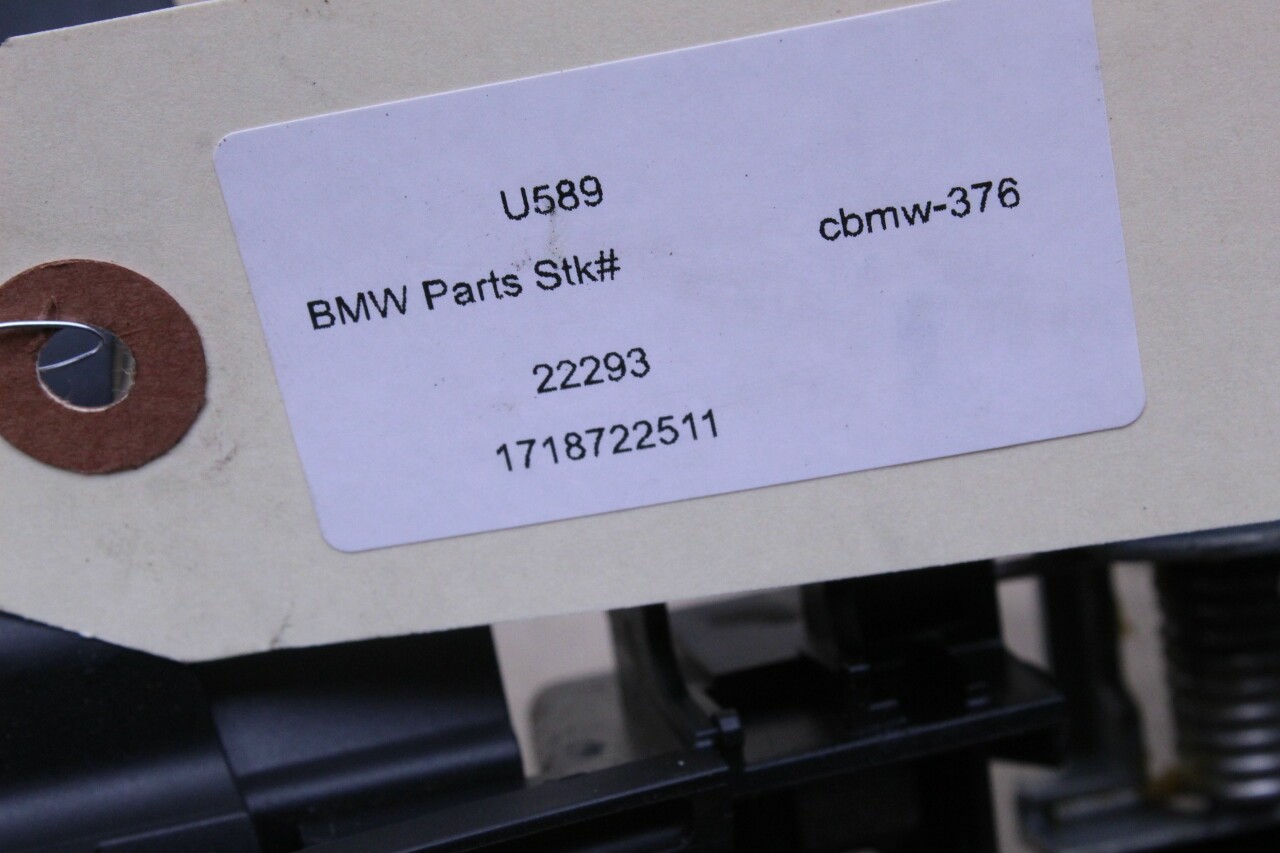 U589
cbmw-376
BMW Parts Stk#
22293
1718722511